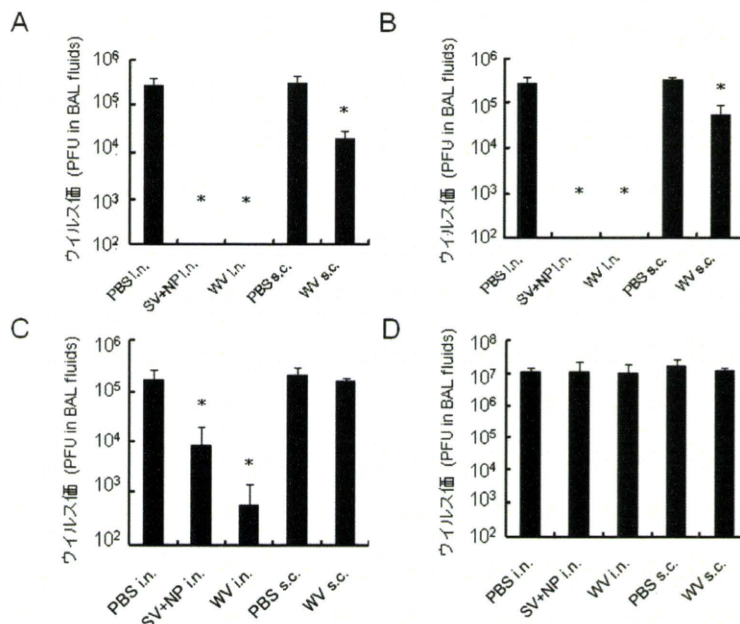 A
ウイルス価 (PFU in BAL fluids)
10⁶
10⁵
10⁴
10³
10²
*
*
*
PBS i.n.
SV+NP i.n.
WV i.n.
PBS s.c.
WV s.c.
B
ウイルス価 (PFU in BAL fluids)
10⁶
10⁵
10⁴
10³
10²
*
*
*
PBS i.n.
SV+NP i.n.
WV i.n.
PBS s.c.
WV s.c.
C
ウイルス価 (PFU in BAL fluids)
10⁶
10⁵
10⁴
10³
10²
*
*
PBS i.n.
SV+NP i.n.
WV i.n.
PBS s.c.
WV s.c.
D
ウイルス価 (PFU in BAL fluids)
10⁸
10⁷
10⁶
10⁵
10⁴
10³
10²
PBS i.n.
SV+NP i.n.
WV i.n.
PBS s.c.
WV s.c.